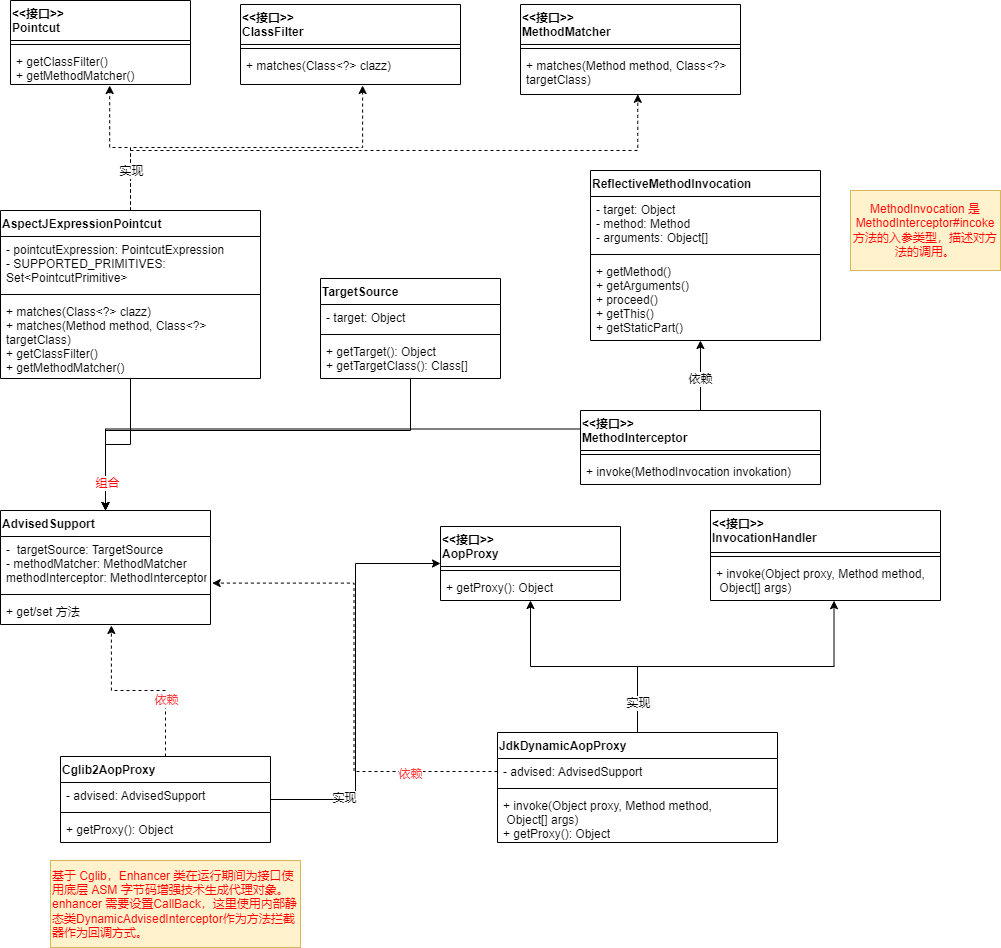 <<接口>>
Pointcut
+ getClassFilter()
+ getMethodMatcher()
<<接口>>
ClassFilter
+ matches(Class<?> clazz)
<<接口>>
MethodMatcher
+ matches(Method method, Class<?>
targetClass)
实现
AspectJExpressionPointcut
- pointcutExpression: PointcutExpression
- SUPPORTED_PRIMITIVES:
Set<PointcutPrimitive>
+ matches(Class<?> clazz)
+ matches(Method method, Class<?>
targetClass)
+ getClassFilter()
+ getMethodMatcher()
TargetSource
- target: Object
+ getTarget(): Object
+ getTargetClass(): Class[]
ReflectiveMethodInvocation
- target: Object
- method: Method
- arguments: Object[]
+ getMethod()
+ getArguments()
+ proceed()
+ getThis()
+ getStaticPart()
MethodInvocation 是
MethodInterceptor#incoke
方法的入参类型，描述对方
法的调用。
依赖
<<接口>>
MethodInterceptor
+ invoke(MethodInvocation invokation)
组合
AdvisedSupport
- targetSource: TargetSource
- methodMatcher: MethodMatcher
methodInterceptor: MethodInterceptor
+ get/set 方法
<<接口>>
AopProxy
+ getProxy(): Object
<<接口>>
InvocationHandler
+ invoke(Object proxy, Method method,
Object[] args)
依赖
实现
Cglib2AopProxy
- advised: AdvisedSupport
+ getProxy(): Object
实现
依赖
JdkDynamicAopProxy
- advised: AdvisedSupport
+ invoke(Object proxy, Method method,
Object[] args)
+ getProxy(): Object
基于 Cglib，Enhancer 类在运行期间为接口使
用底层 ASM 字节码增强技术生成代理对象。
enhancer 需要设置CallBack，这里使用内部静
态类DynamicAdvisedInterceptor作为方法拦截
器作为回调方式。